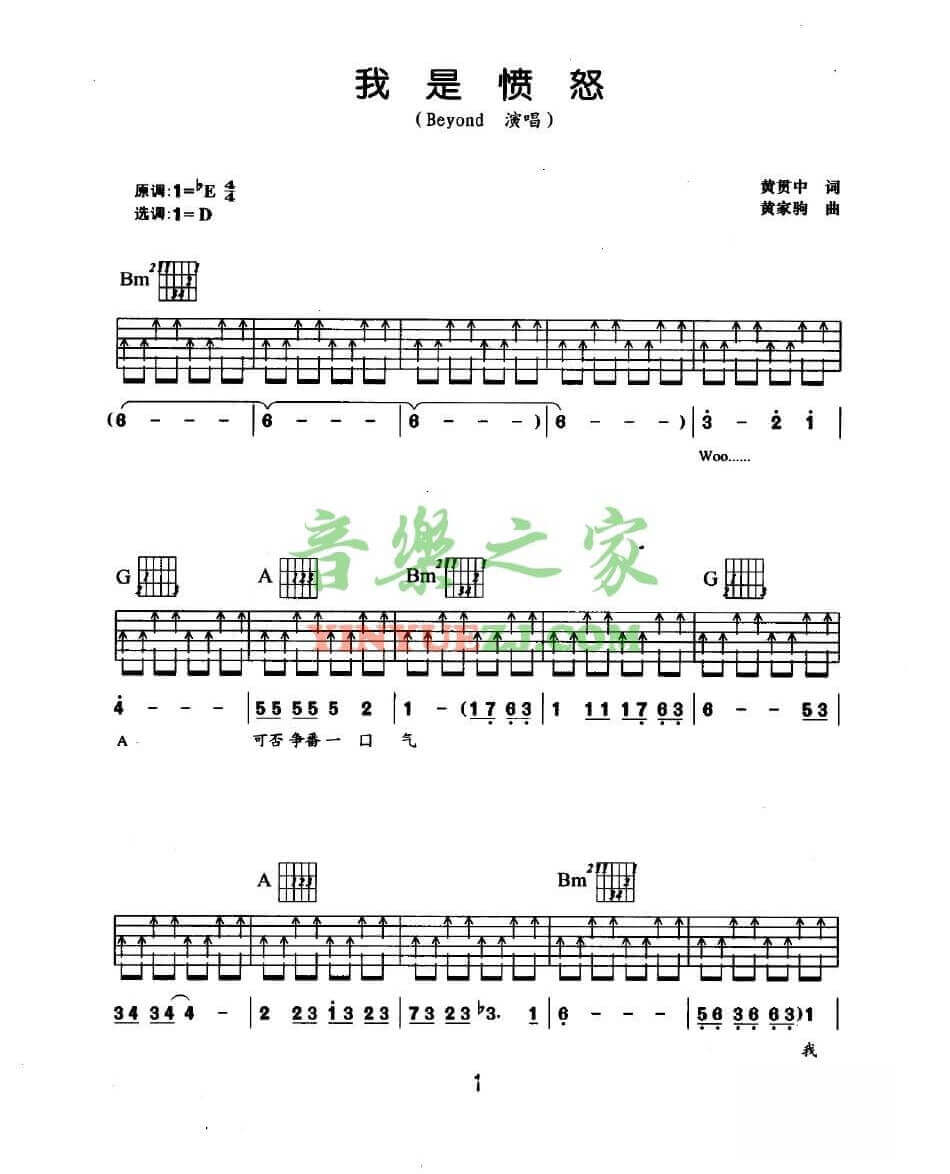 我是愤怒
(Beyond 演唱)
原调:1=♭E 4/4
黄贯中 词
选调:1=D
黄家驹 曲
Bm
(6 - - - | 6 - - - | 6 - - - ) | 6 - - - ) | 3̇ - 2̇ 1̇ |
Woo......
音樂之家
G A Bm G
YINYUEZJ.COM
4̇ - - - | 55 55 5 2 | 1 - (17 63 | 1 11 17 63 | 6 - - 53 |
A 可否争番一口气
A Bm
34 34 4 - | 2 23 1̇3 23 | 73 23 ♭3. 1 | 6 - - - | 56 36 63)1 |
我
1